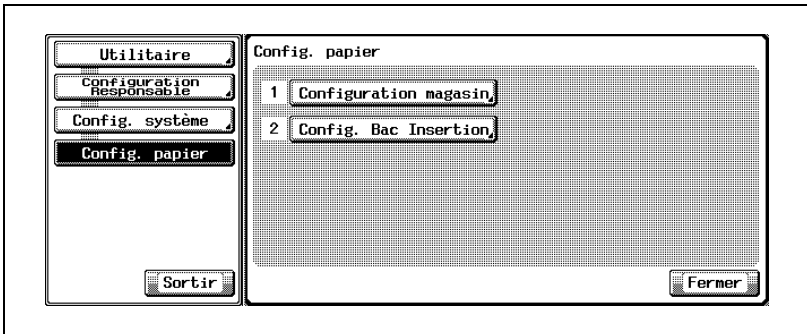 Utilitaire
Configuration
Responsable
Config. système
Config. papier
Sortir
Config. papier
1 Configuration magasin
2 Config. Bac Insertion
Fermer